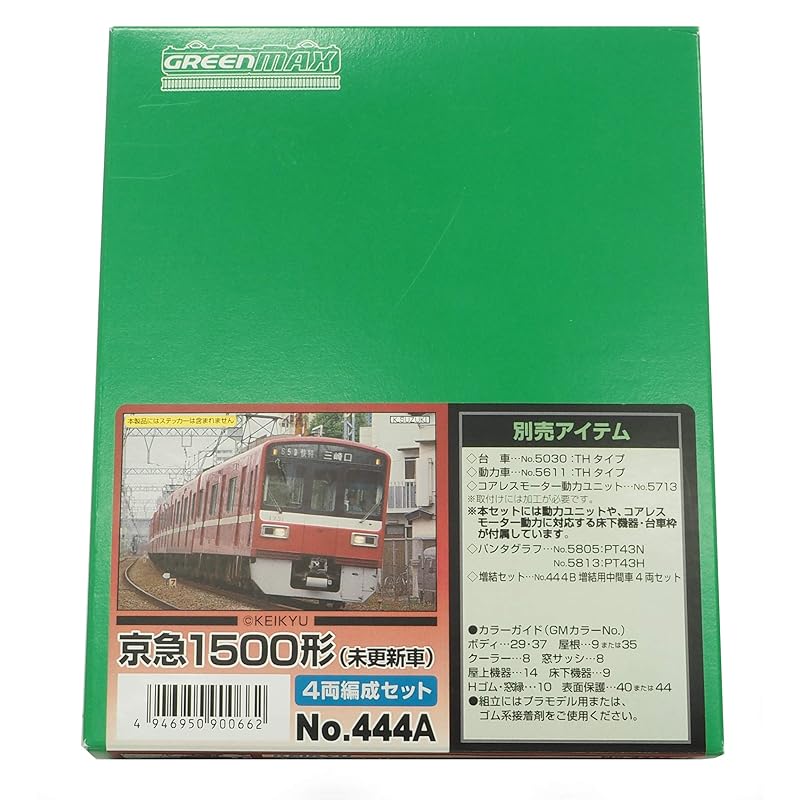 GREENMAX
本製品にはステッカーは含まれません
K.SUZUKI
三崎口
©KEIKYU
京急1500形(未更新車)
4両編成セット
No.444A
4 946950 900662
別売アイテム
◇台車…No.5030:THタイプ
◇動力車…No.5611:THタイプ
◇コアレスモーター動力ユニット…No.5713
※取付けには加工が必要です。
※本セットには動力ユニットや、コアレス
モーター動力に対応する床下機器・台車枠
が付属しています。
◇パンタグラフ…No.5805:PT43N
No.5813:PT43H
◇増結セット…No.444B 増結用中間車4両セット
●カラーガイド(GMカラーNo.)
ボディ…29・37 屋根…9または35
クーラー…8 窓サッシ…8
屋上機器…14 床下機器…9
Hゴム・窓縁…10 表面保護…40または44
●組立にはプラモデル用または、
ゴム系接着剤をご使用ください。